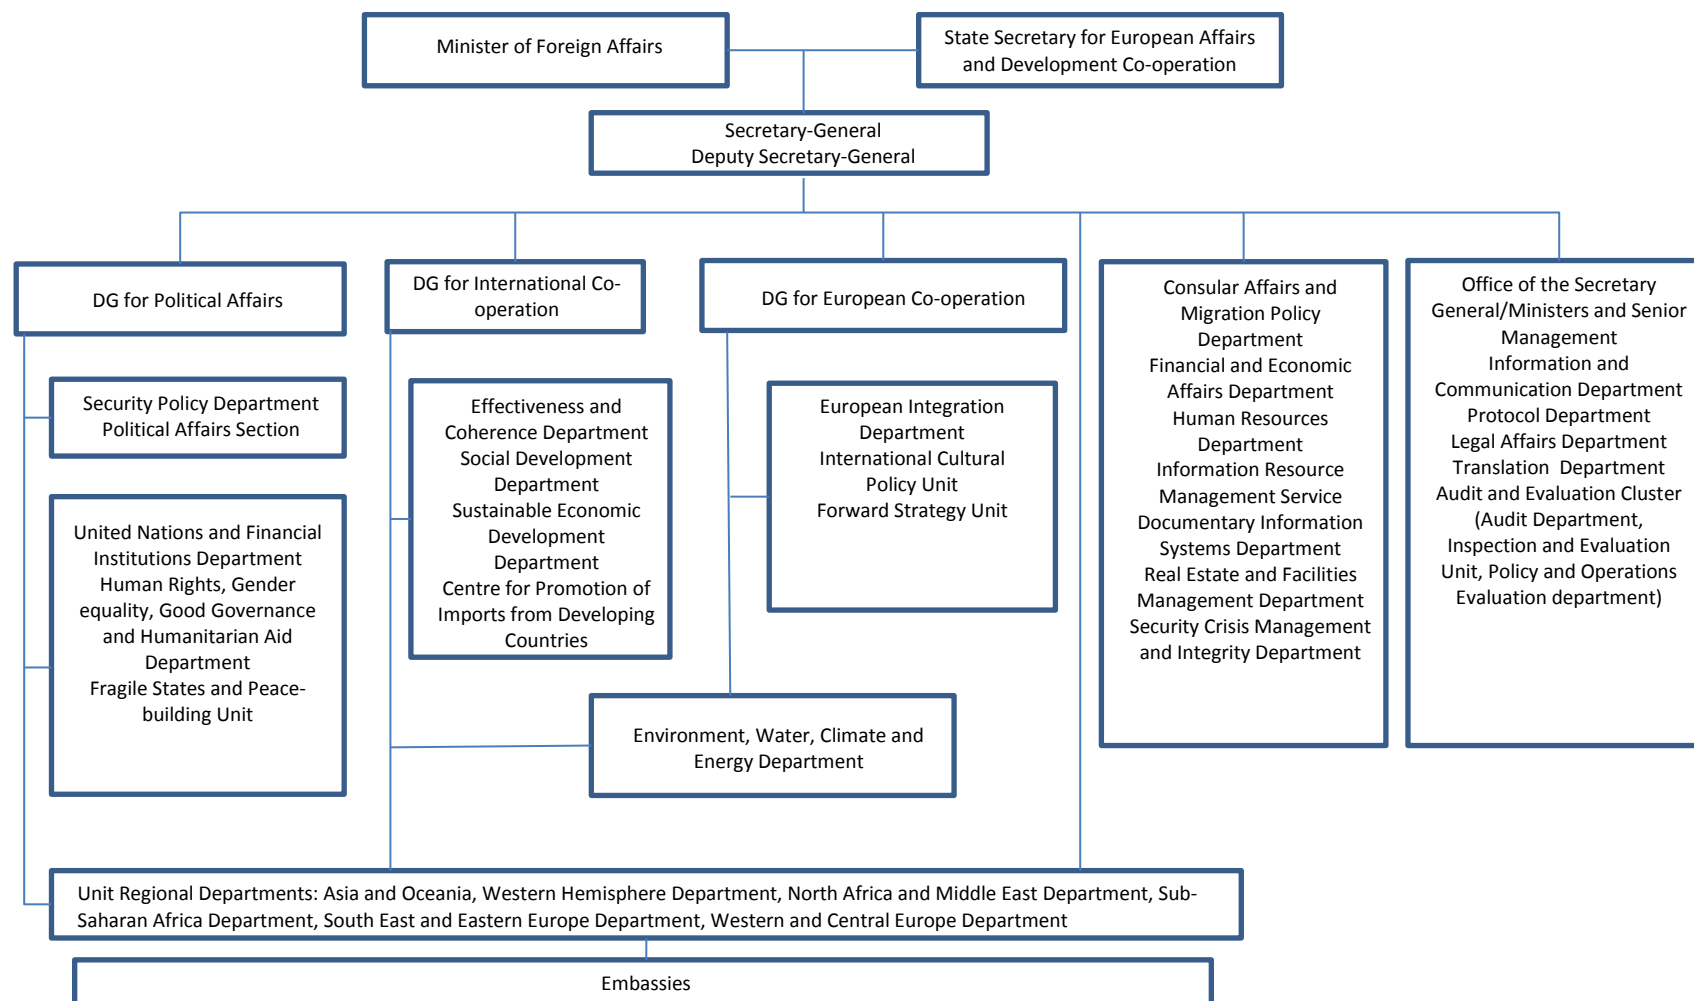 Minister of Foreign Affairs
State Secretary for European Affairs
and Development Co-operation
Secretary-General
Deputy Secretary-General
DG for Political Affairs
DG for International Co-
operation
DG for European Co-operation
Consular Affairs and
Migration Policy
Department
Financial and Economic
Affairs Department
Human Resources
Department
Information Resource
Management Service
Documentary Information
Systems Department
Real Estate and Facilities
Management Department
Security Crisis Management
and Integrity Department
Office of the Secretary
General/Ministers and Senior
Management
Information and
Communication Department
Protocol Department
Legal Affairs Department
Translation  Department
Audit and Evaluation Cluster
(Audit Department,
Inspection and Evaluation
Unit, Policy and Operations
Evaluation department)
Security Policy Department
Political Affairs Section
Effectiveness and
Coherence Department
Social Development
Department
Sustainable Economic
Development
Department
Centre for Promotion of
Imports from Developing
Countries
European Integration
Department
International Cultural
Policy Unit
Forward Strategy Unit
United Nations and Financial
Institutions Department
Human Rights, Gender
equality, Good Governance
and Humanitarian Aid
Department
Fragile States and Peace-
building Unit
Environment, Water, Climate and
Energy Department
Unit Regional Departments: Asia and Oceania, Western Hemisphere Department, North Africa and Middle East Department, Sub-
Saharan Africa Department, South East and Eastern Europe Department, Western and Central Europe Department
Embassies